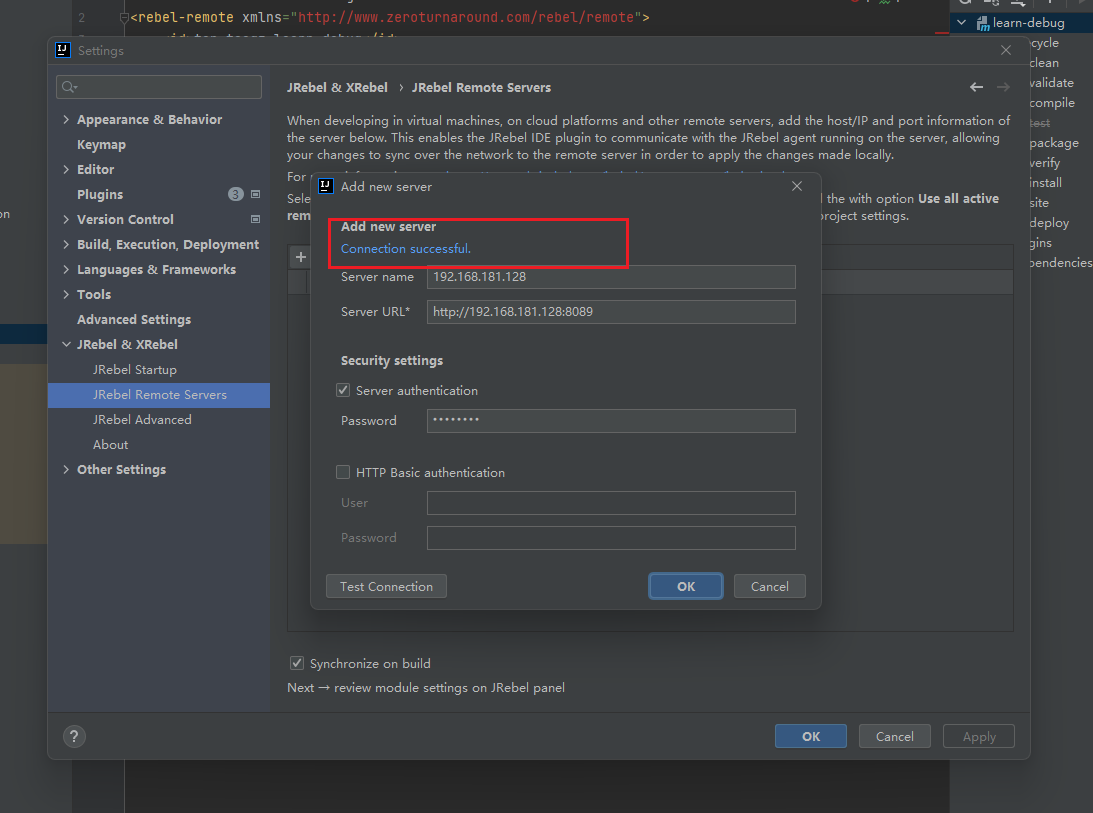 2 <rebel-remote xmlns="http://www.zeroturnaround.com/rebel/remote">
learn-debug
Settings
clean
validate
compile
test
package
verify
install
site
deploy
Appearance & Behavior
Keymap
Editor
Plugins 3
Version Control
Build, Execution, Deployment
Languages & Frameworks
Tools
Advanced Settings
JRebel & XRebel
JRebel Startup
JRebel Remote Servers
JRebel Advanced
About
Other Settings
JRebel & XRebel › JRebel Remote Servers
When developing in virtual machines, on cloud platforms and other remote servers, add the host/IP and port information of
the server below. This enables the JRebel IDE plugin to communicate with the JRebel agent running on the server, allowing
your changes to sync over the network to the remote server in order to apply the changes made locally.
For
the with option Use all active
project settings.
Add new server
Add new server
Connection successful.
Server name 192.168.181.128
Server URL* http://192.168.181.128:8089
Security settings
Server authentication
Password ••••••••
HTTP Basic authentication
User
Password
Test Connection OK Cancel
Synchronize on build
Next → review module settings on JRebel panel
? OK Cancel Apply